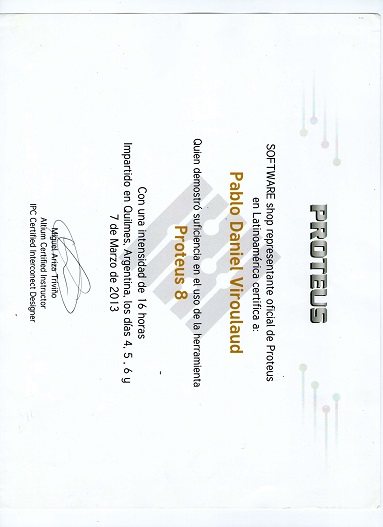 PROTEUS
SOFTWARE shop representante oficial de Proteus
en Latinoamérica certifica a:
Pablo Daniel Viroulaud
Quien demostró suficiencia en el uso de la herramienta
Proteus 8
Con una intensidad de 16 horas
Impartido en Quilmes, Argentina, los días 4, 5 , 6 y
7 de Marzo de 2013
Miguel Ariza Triviño
Altium Certified Instructor
IPC Certified Interconect Designer